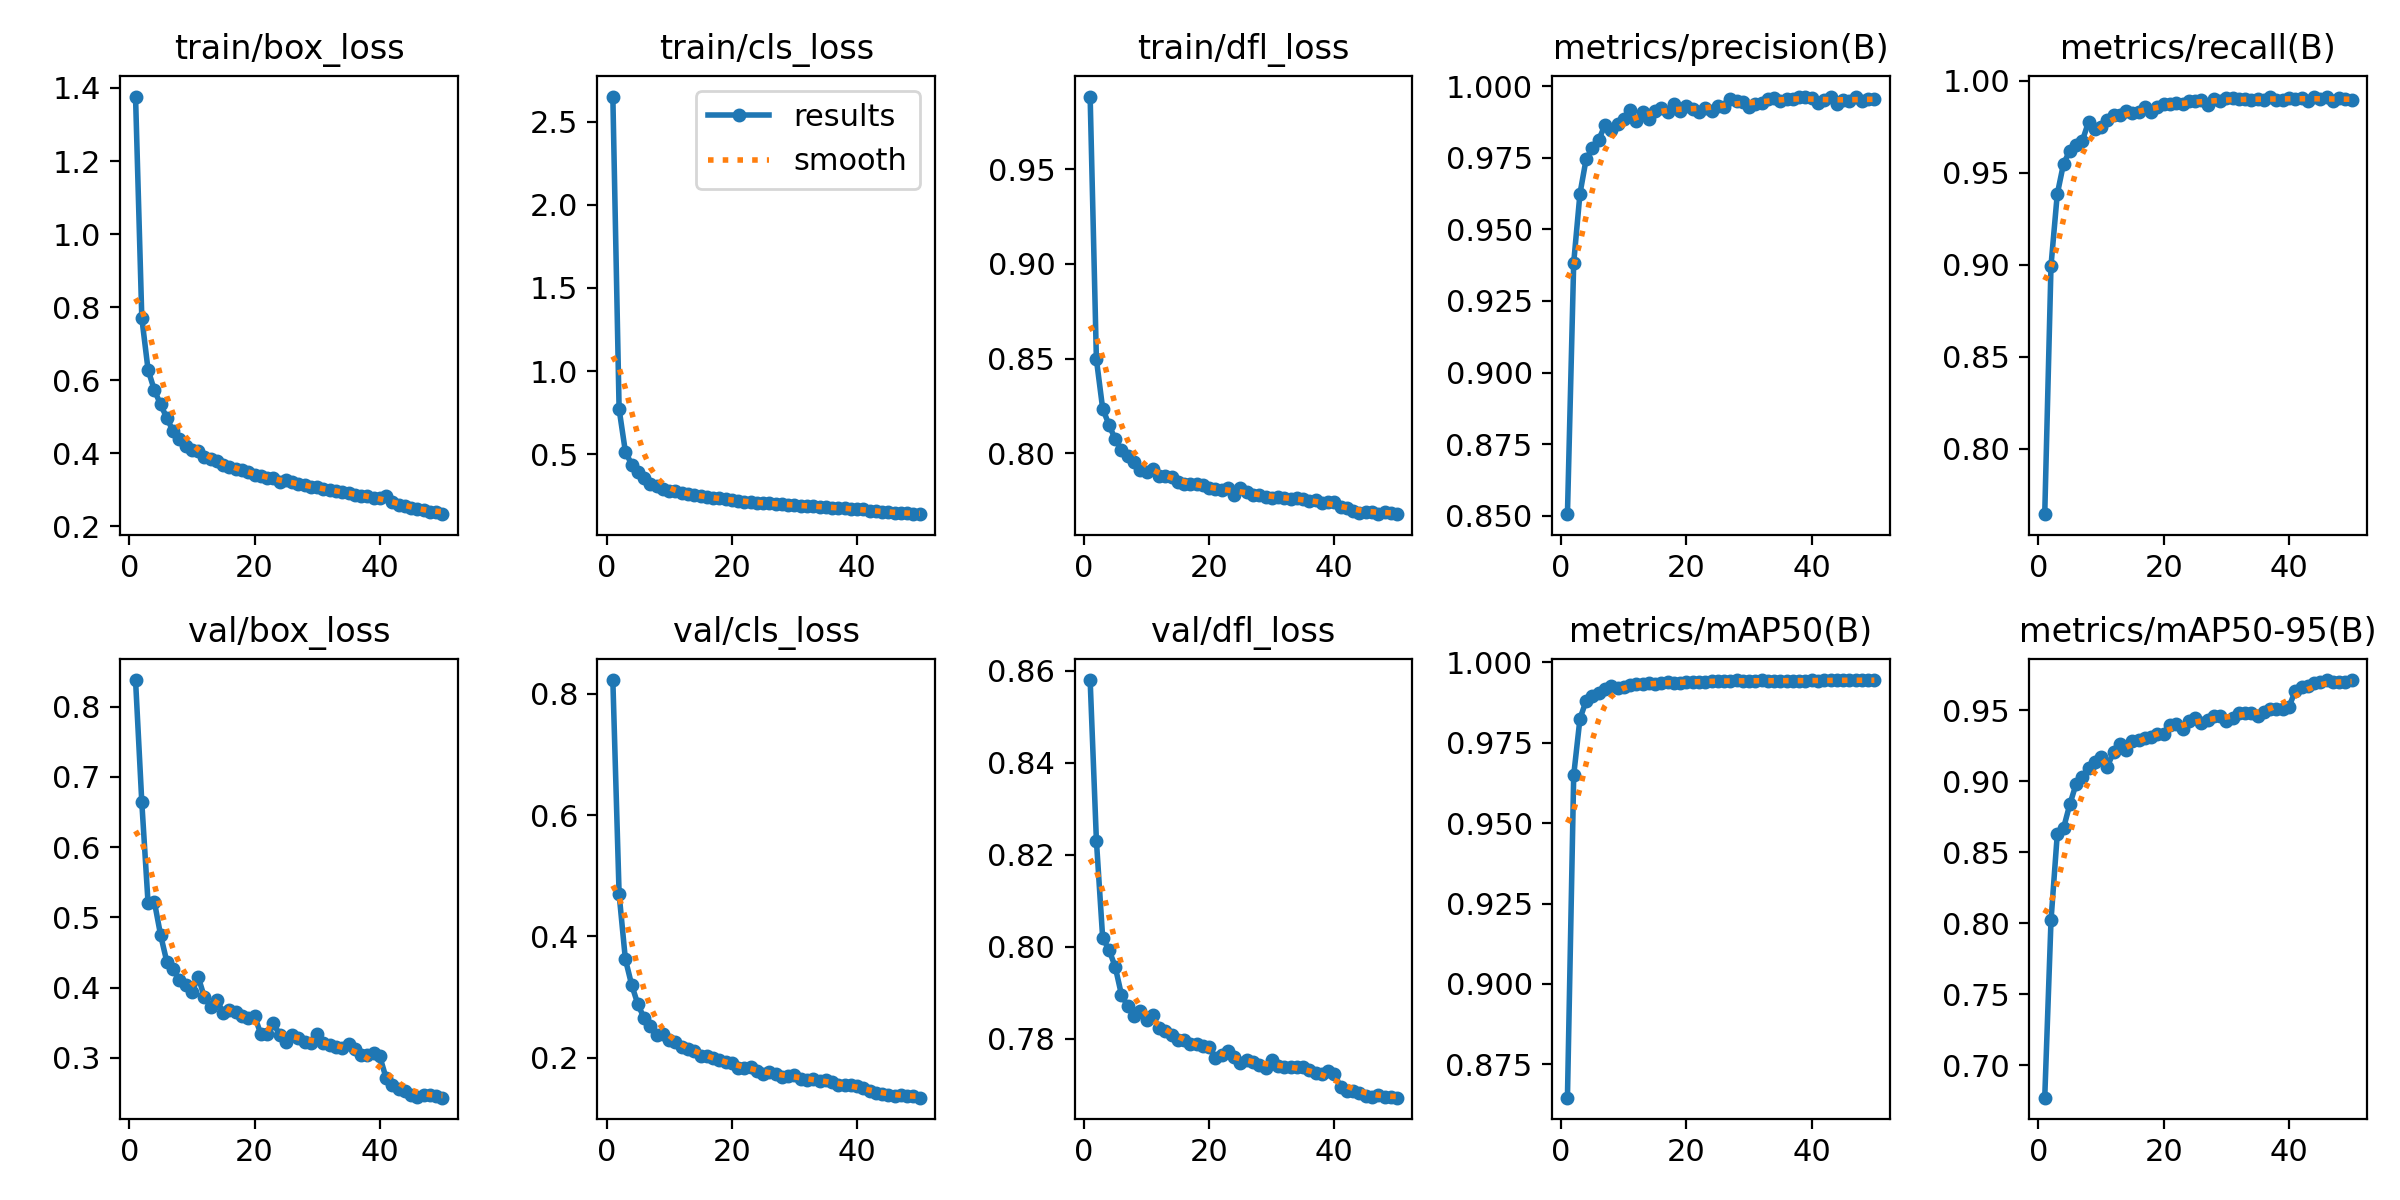 train/box_loss
1.4
1.2
1.0
0.8
0.6
0.4
0.2
0 20 40
train/cls_loss
results
smooth
2.5
2.0
1.5
1.0
0.5
0 20 40
train/dfl_loss
0.95
0.90
0.85
0.80
0 20 40
metrics/precision(B)
1.000
0.975
0.950
0.925
0.900
0.875
0.850
0 20 40
metrics/recall(B)
1.00
0.95
0.90
0.85
0.80
0 20 40
val/box_loss
0.8
0.7
0.6
0.5
0.4
0.3
0 20 40
val/cls_loss
0.8
0.6
0.4
0.2
0 20 40
val/dfl_loss
0.86
0.84
0.82
0.80
0.78
0 20 40
metrics/mAP50(B)
1.000
0.975
0.950
0.925
0.900
0.875
0 20 40
metrics/mAP50-95(B)
0.95
0.90
0.85
0.80
0.75
0.70
0 20 40